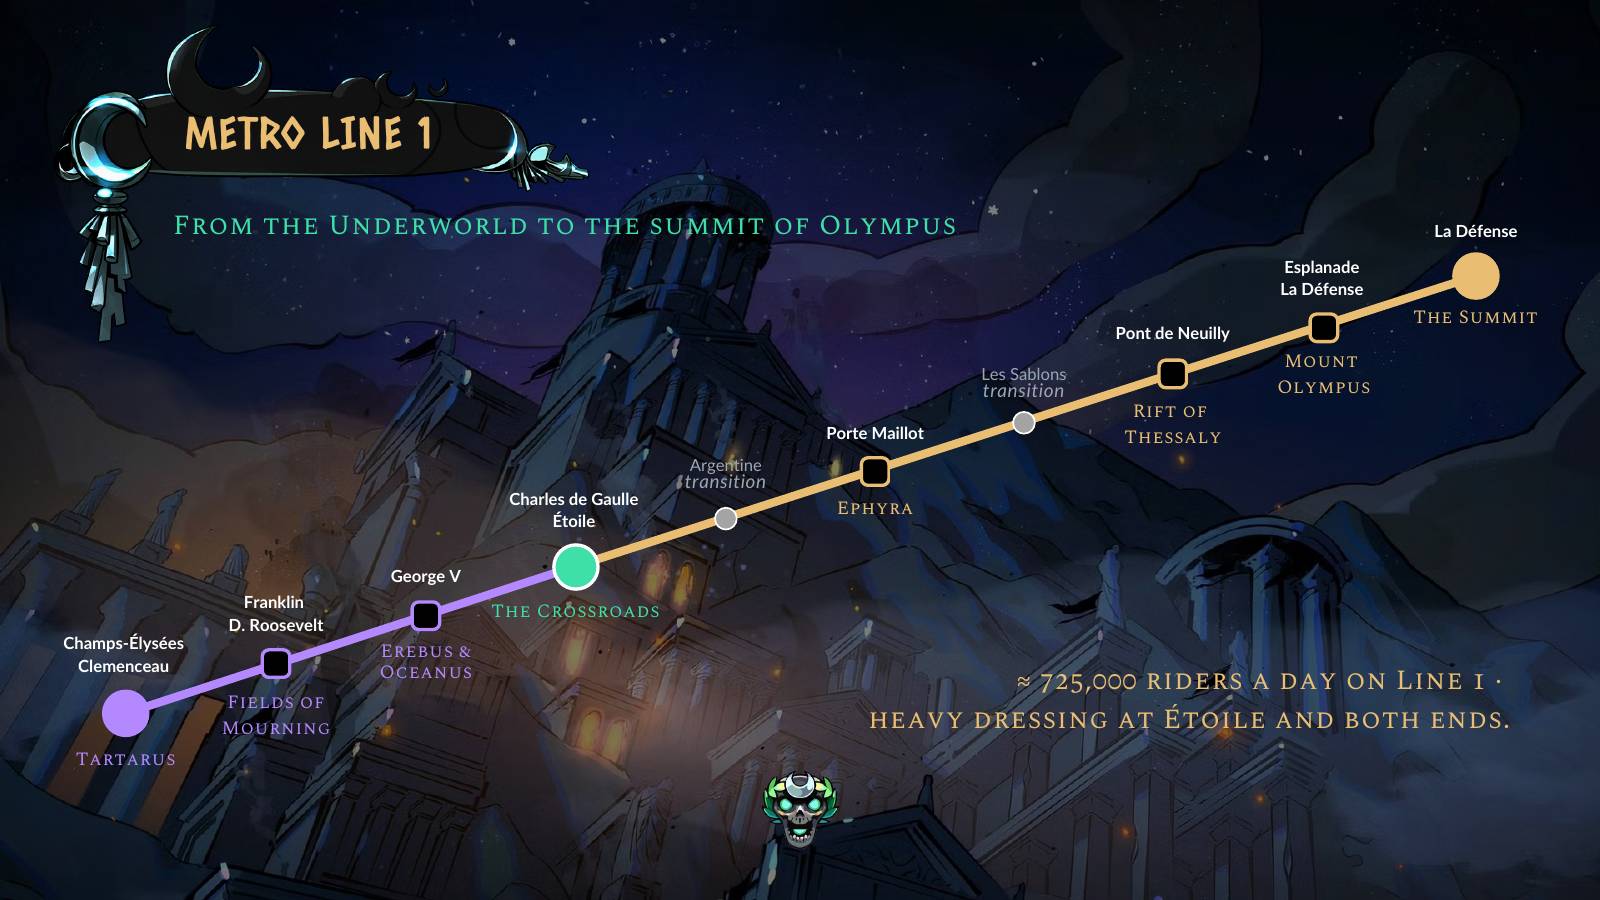 METRO LINE 1
From the Underworld to the summit of Olympus
La Défense
The Summit
Esplanade
La Défense
Mount
Olympus
Pont de Neuilly
Rift of
Thessaly
Les Sablons
transition
Porte Maillot
Ephyra
Argentine
transition
Charles de Gaulle
Étoile
The Crossroads
George V
Erebus &
Oceanus
Franklin
D. Roosevelt
Fields of
Mourning
Champs-Élysées
Clemenceau
Tartarus
≈ 725,000 riders a day on Line 1 ·
heavy dressing at Étoile and both ends.